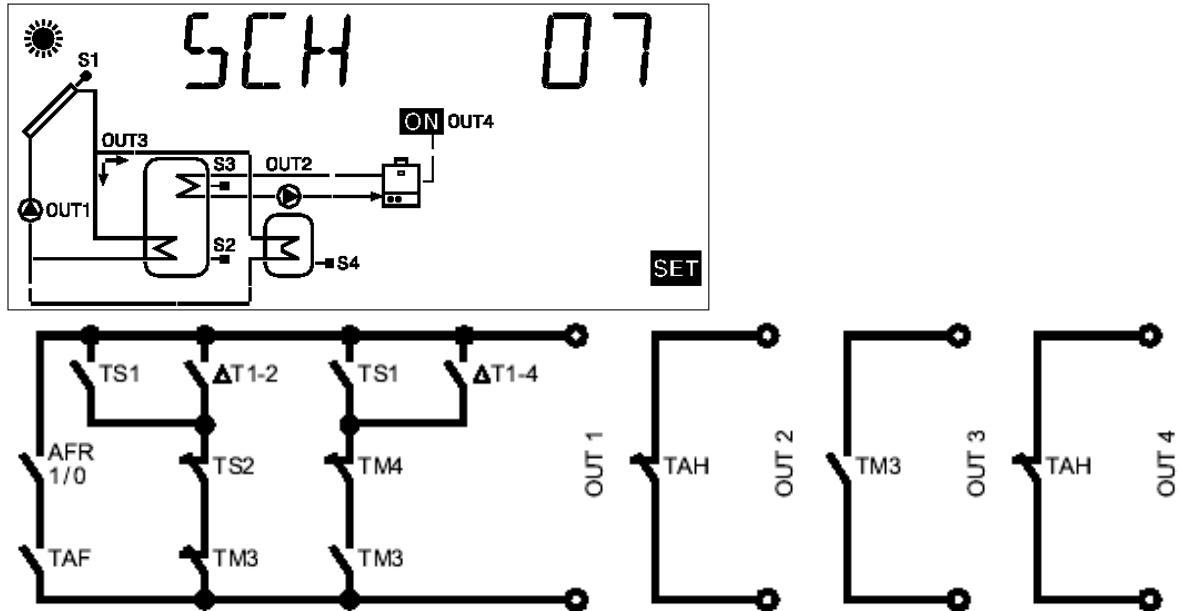 SCH 07
S1
ON OUT4
OUT3
S3 OUT2
OUT1
S2
S4
SET
TS1 ΔT1-2 TS1 ΔT1-4
AFR
1/0
TS2 TM4 OUT 1 TAH OUT 2 TM3 OUT 3 TAH OUT 4
TAF TM3 TM3